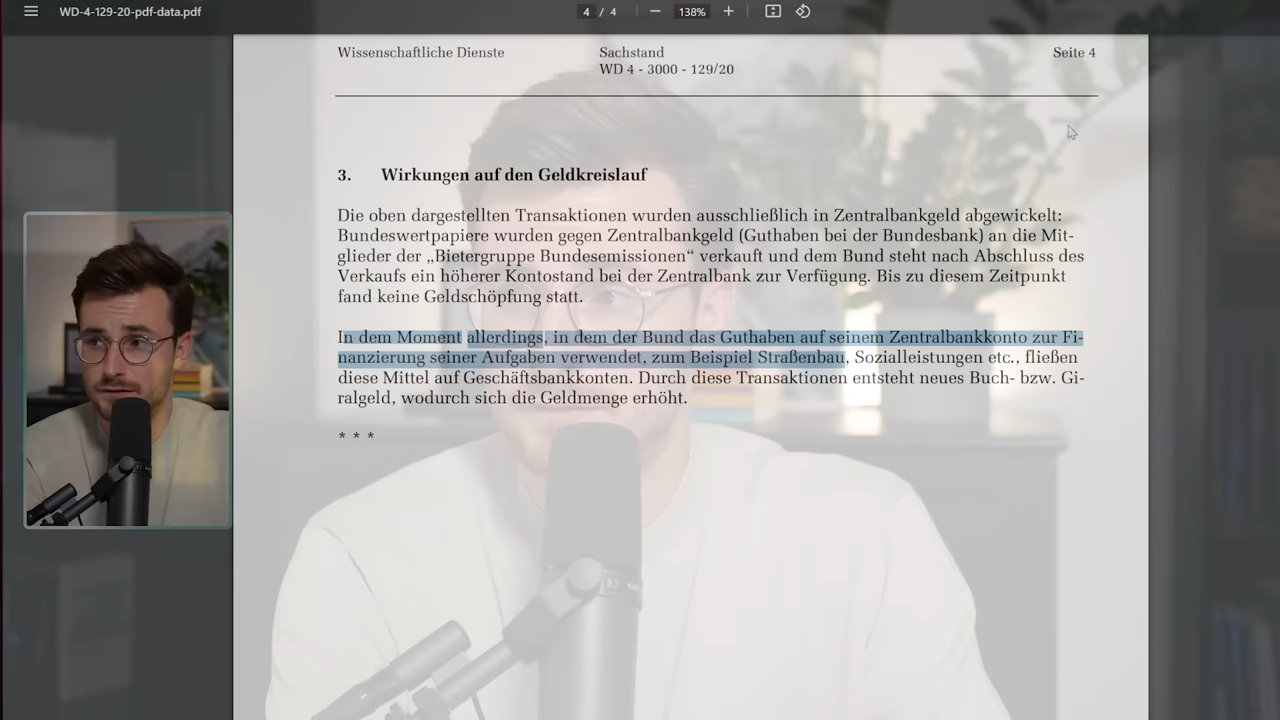 WD-4-129-20-pdf-data.pdf
4 / 4
138%
Wissenschaftliche Dienste
Sachstand
WD 4 - 3000 - 129/20
Seite 4
3. Wirkungen auf den Geldkreislauf
Die oben dargestellten Transaktionen wurden ausschließlich in Zentralbankgeld abgewickelt:
Bundeswertpapiere wurden gegen Zentralbankgeld (Guthaben bei der Bundesbank) an die Mit-
glieder der „Bietergruppe Bundesemissionen“ verkauft und dem Bund steht nach Abschluss des
Verkaufs ein höherer Kontostand bei der Zentralbank zur Verfügung. Bis zu diesem Zeitpunkt
fand keine Geldschöpfung statt.
In dem Moment allerdings, in dem der Bund das Guthaben auf seinem Zentralbankkonto zur Fi-
nanzierung seiner Aufgaben verwendet, zum Beispiel Straßenbau, Sozialleistungen etc., fließen
diese Mittel auf Geschäftsbankkonten. Durch diese Transaktionen entsteht neues Buch- bzw. Gi-
ralgeld, wodurch sich die Geldmenge erhöht.
* * *